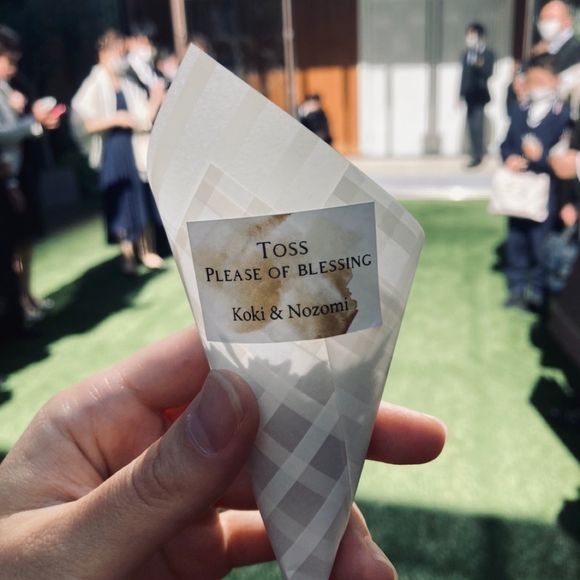 Toss
Please of blessing
Koki & Nozomi